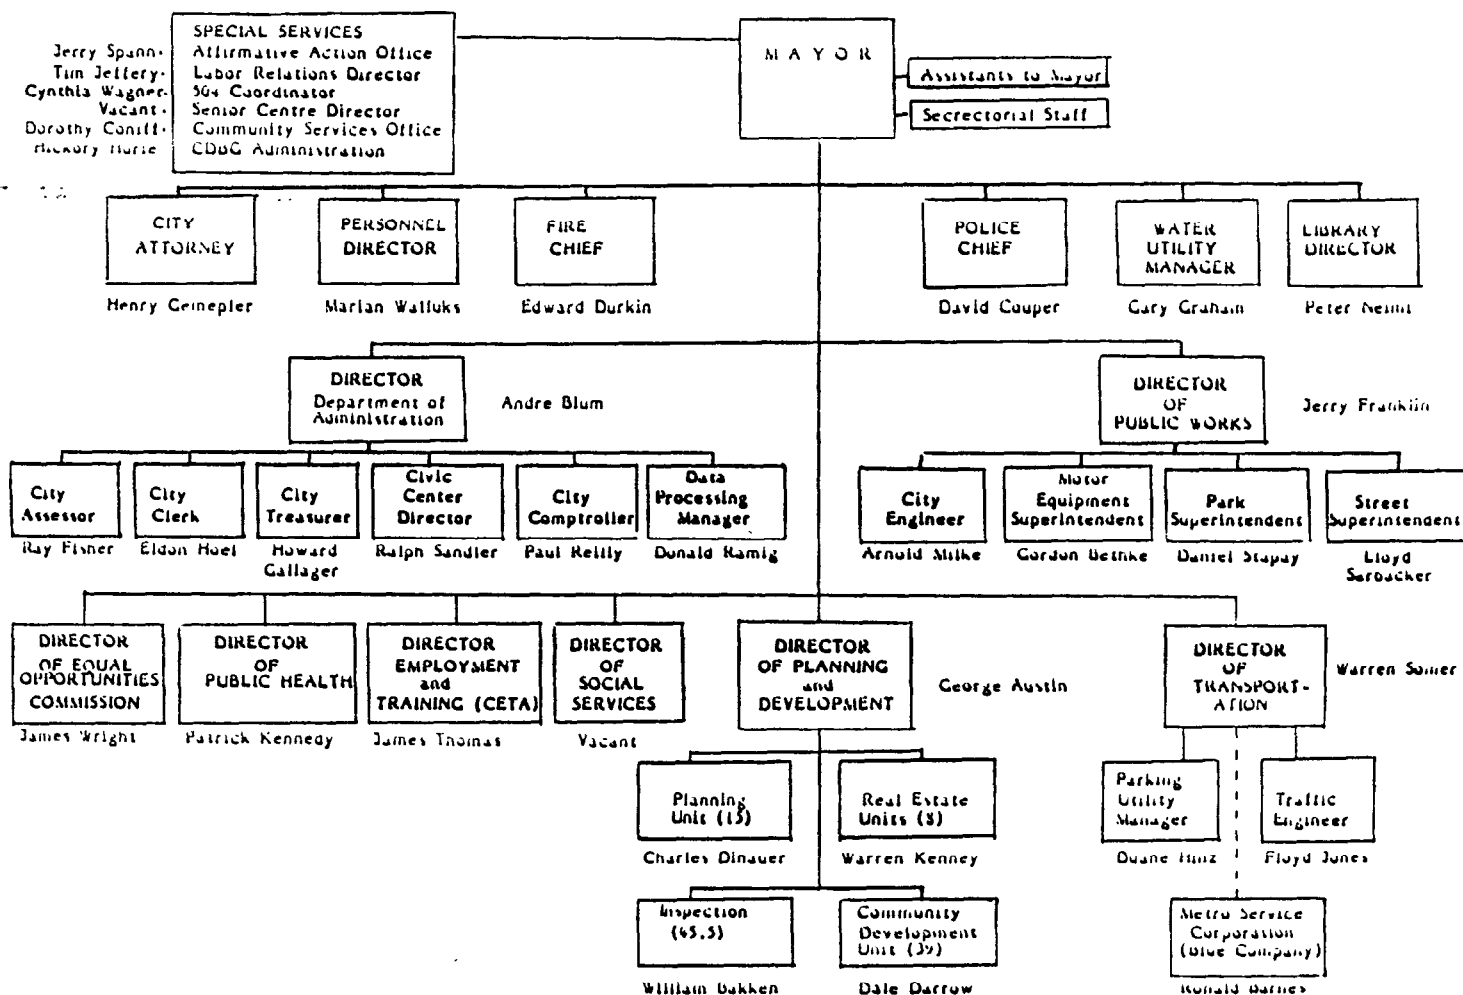 SPECIAL SERVICES
Jerry Spann- Affirmative Action Office
Tim Jeffery- Labor Relations Director
Cynthia Wagner- 504 Coordinator
Vacant- Senior Centre Director
Dorothy Coniff- Community Services Office
Hickory CDBG Administration
MAYOR
Assistants to Mayor
Secrectorial Staff
CITY
ATTORNEY
Henry Gemepler
PERSONNEL
DIRECTOR
Marian Walluks
FIRE
CHIEF
Edward Durkin
POLICE
CHIEF
David Couper
WATER
UTILITY
MANAGER
Gary Graham
LIBRARY
DIRECTOR
Peter
DIRECTOR
Department of
Administration
Andre Blum
DIRECTOR
OF
PUBLIC WORKS
Jerry Franklin
City
Assessor
Ray Fisher
City
Clerk
Eldon Hoel
City
Treasurer
Howard
Gallager
Civic
Center
Director
Ralph Sandler
City
Comptroller
Paul Reilly
Data
Processing
Manager
Donald Ramig
City
Engineer
Arnold Milke
Motor
Equipment
Superintendent
Gordon Bethke
Park
Superintendent
Daniel Stapay
Street
Superintendent
Lloyd
Sarbacker
DIRECTOR
OF EQUAL
OPPORTUNITIES
COMMISSION
James Wright
DIRECTOR
OF
PUBLIC HEALTH
Patrick Kennedy
DIRECTOR
EMPLOYMENT
and
TRAINING (CETA)
James Thomas
DIRECTOR
OF
SOCIAL
SERVICES
Vacant
DIRECTOR
OF PLANNING
and
DEVELOPMENT
George Austin
DIRECTOR
OF
TRANSPORT-
ATION
Warren Somer
Planning
Unit (15)
Charles Dinauer
Real Estate
Units (8)
Warren Kenney
Parking
Utility
Manager
Duane Hinz
Traffic
Engineer
Floyd Jones
Inspection
(45.5)
William Bakken
Community
Development
Unit (39)
Dale Darrow
Metro Service
Corporation
(Blue Company)
Ronald Barnes